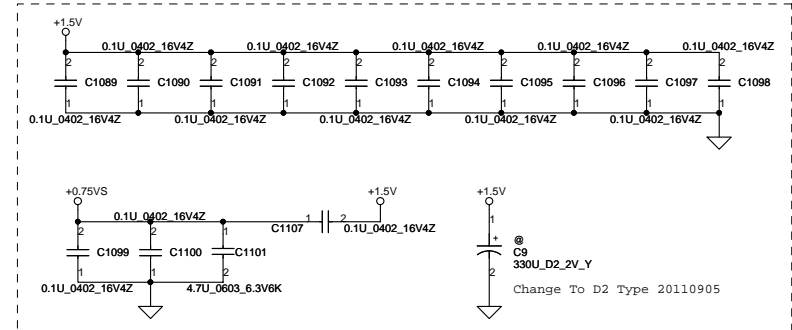 +1.5V
0.1U_0402_16V4Z 0.1U_0402_16V4Z 0.1U_0402_16V4Z 0.1U_0402_16V4Z 0.1U_0402_16V4Z
2 2 2 2 2 2 2 2 2 2
C1089 C1090 C1091 C1092 C1093 C1094 C1095 C1096 C1097 C1098
1 1 1 1 1 1 1 1 1 1
0.1U_0402_16V4Z 0.1U_0402_16V4Z 0.1U_0402_16V4Z 0.1U_0402_16V4Z 0.1U_0402_16V4Z
+0.75VS +1.5V +1.5V
0.1U_0402_16V4Z
2 2 1 1 2 1
C1107 0.1U_0402_16V4Z
C1099 C1100 C1101
+ @
C9
330U_D2_2V_Y
1 1 2 2
0.1U_0402_16V4Z 4.7U_0603_6.3V6K
Change To D2 Type 20110905